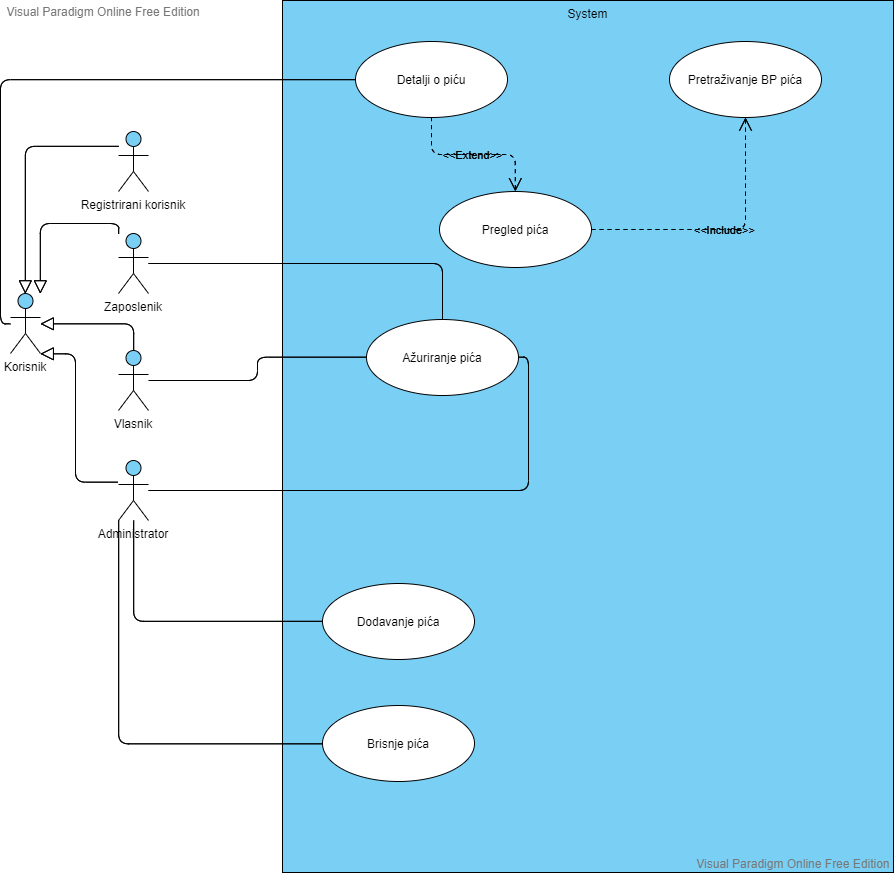 Visual Paradigm Online Free Edition
System
Detalji o piću
Pretraživanje BP pića
<<Extend>>
Registrirani korisnik
Pregled pića
<<Include>>
Zaposlenik
Korisnik
Ažuriranje pića
Vlasnik
Administrator
Dodavanje pića
Brisnje pića
Visual Paradigm Online Free Edition